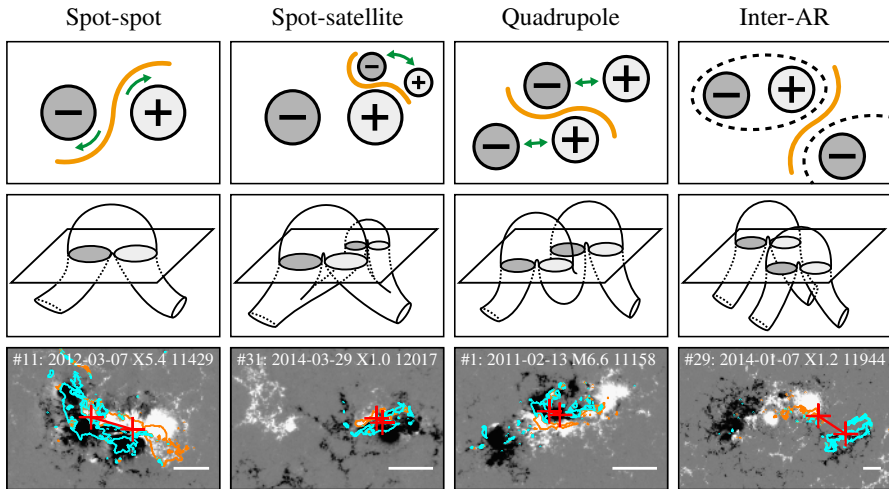 Spot-spot
Spot-satellite
Quadrupole
Inter-AR
− +
− − + +
− + − +
− + −
#11: 2012-03-07 X5.4 11429
#31: 2014-03-29 X1.0 12017
#1: 2011-02-13 M6.6 11158
#29: 2014-01-07 X1.2 11944